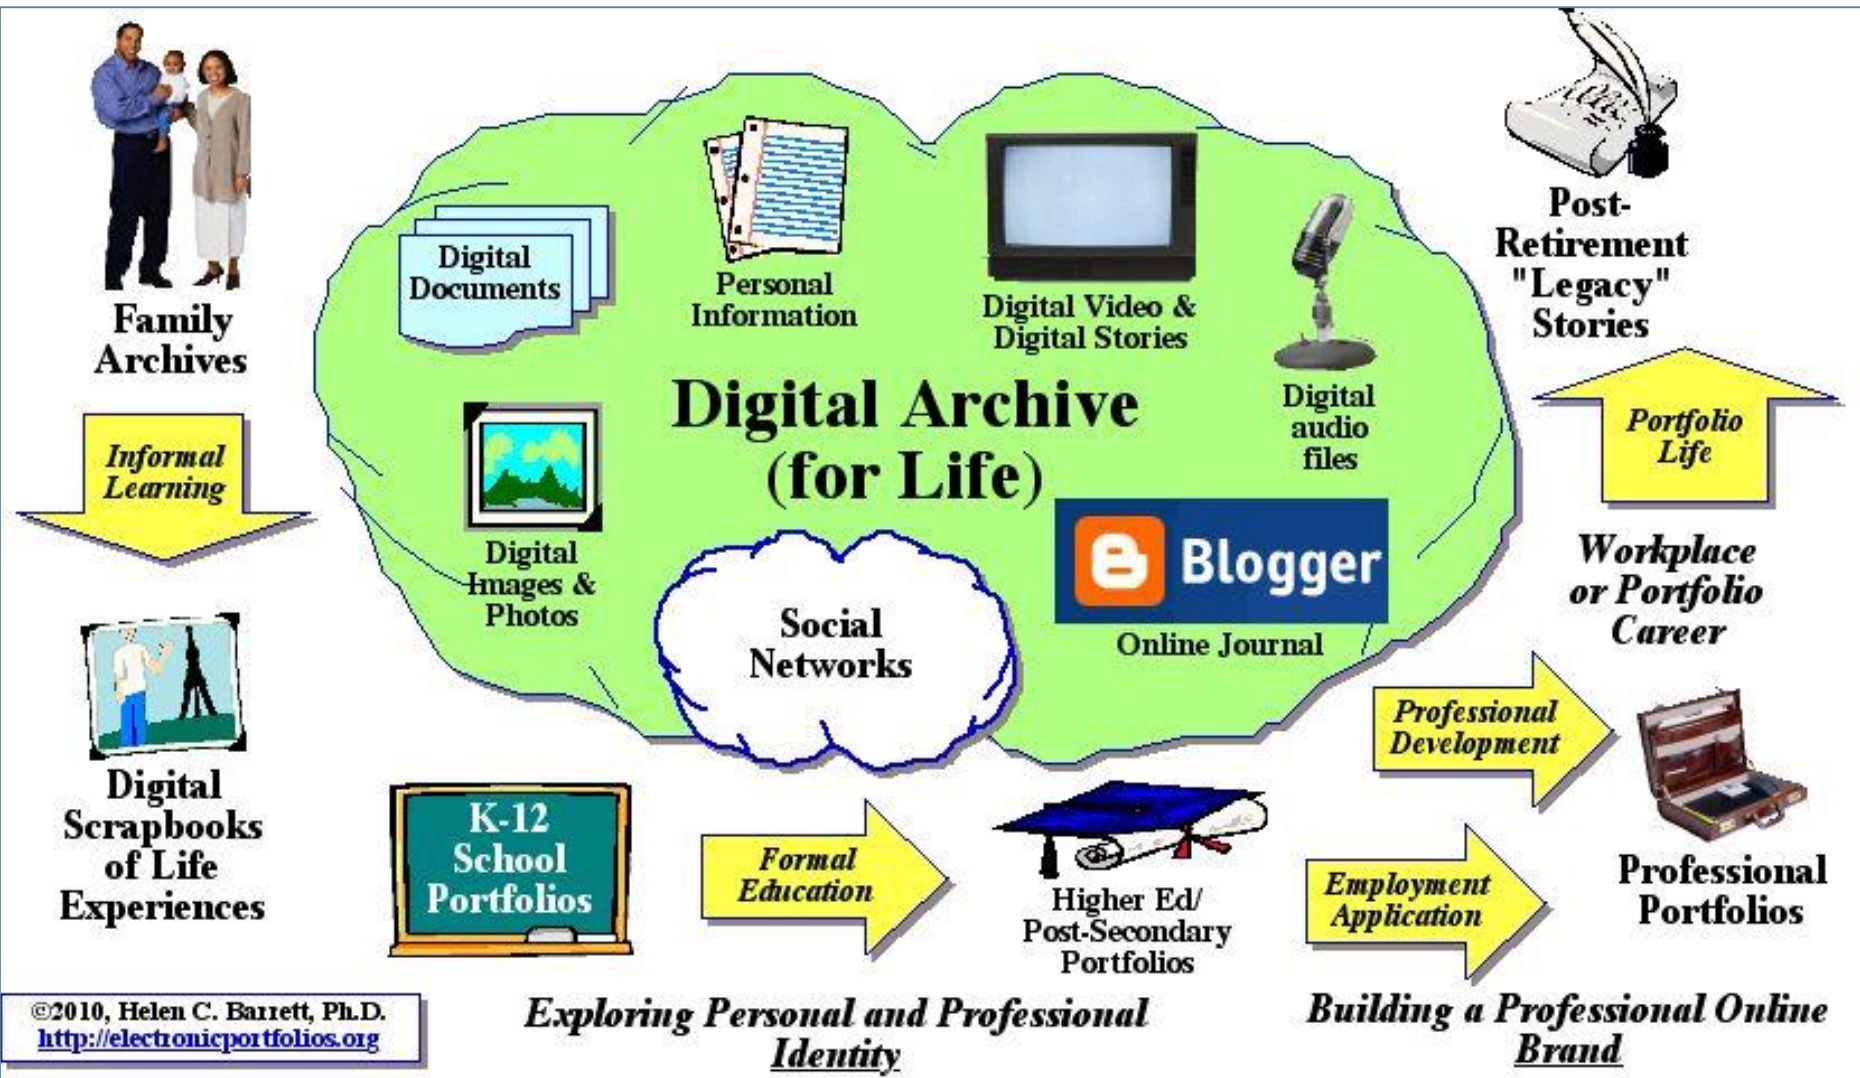 Family
Archives
Informal
Learning
Digital
Scrapbooks
of Life
Experiences
Digital
Documents
Personal
Information
Digital Video &
Digital Stories
Digital
audio
files
Digital Archive
(for Life)
Digital
Images &
Photos
Social
Networks
Blogger
Online Journal
K-12
School
Portfolios
Formal
Education
Higher Ed/
Post-Secondary
Portfolios
Employment
Application
Professional
Development
Professional
Portfolios
Workplace
or Portfolio
Career
Portfolio
Life
Post-
Retirement
"Legacy"
Stories
©2010, Helen C. Barrett, Ph.D.
http://electronicportfolios.org
Exploring Personal and Professional
Identity
Building a Professional Online
Brand